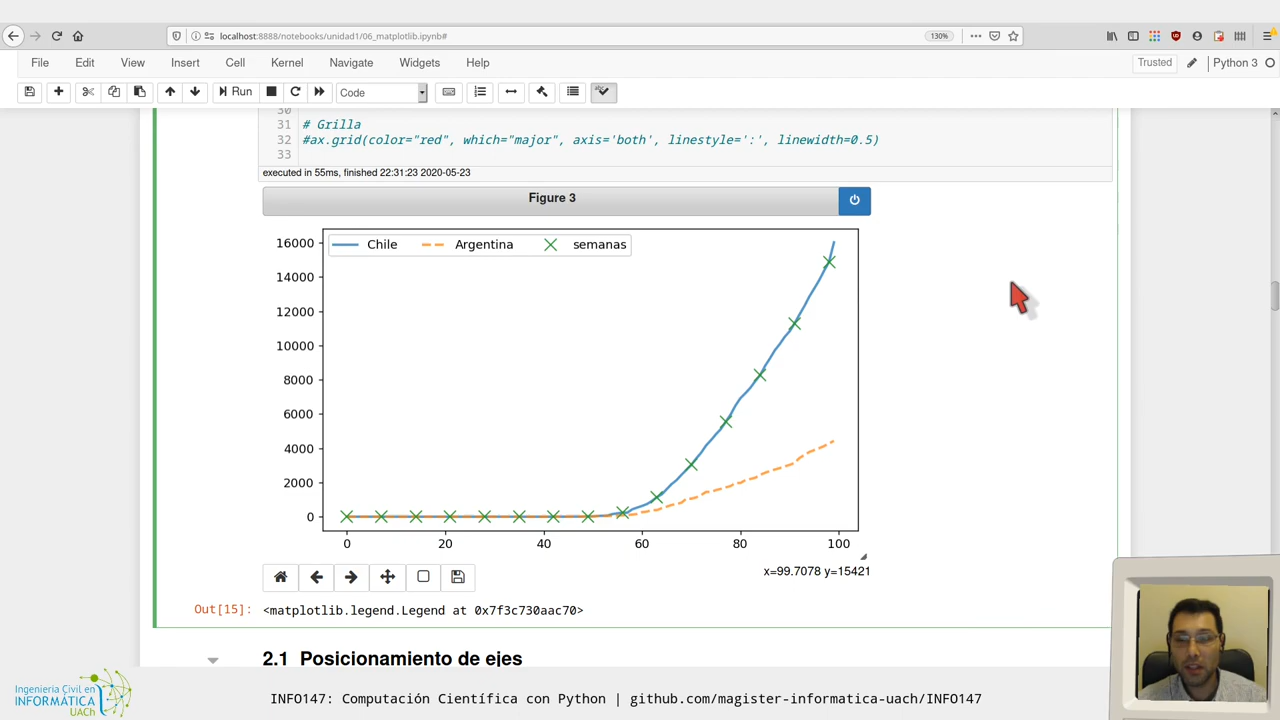 localhost:8888/notebooks/unidad1/06_matplotlib.ipynb#
130%
File Edit View Insert Cell Kernel Navigate Widgets Help
Trusted Python 3
Run Code
31 # Grilla
32 #ax.grid(color="red", which="major", axis='both', linestyle=':', linewidth=0.5)
33
executed in 55ms, finished 22:31:23 2020-05-23
Figure 3
Chile Argentina semanas
16000
14000
12000
10000
8000
6000
4000
2000
0
0 20 40 60 80 100
x=99.7078 y=15421
Out[15]: <matplotlib.legend.Legend at 0x7f3c730aac70>
2.1 Posicionamiento de ejes
Ingeniería Civil en
INFORMÁTICA
UACh
INFO147: Computación Científica con Python | github.com/magister-informatica-uach/INFO147